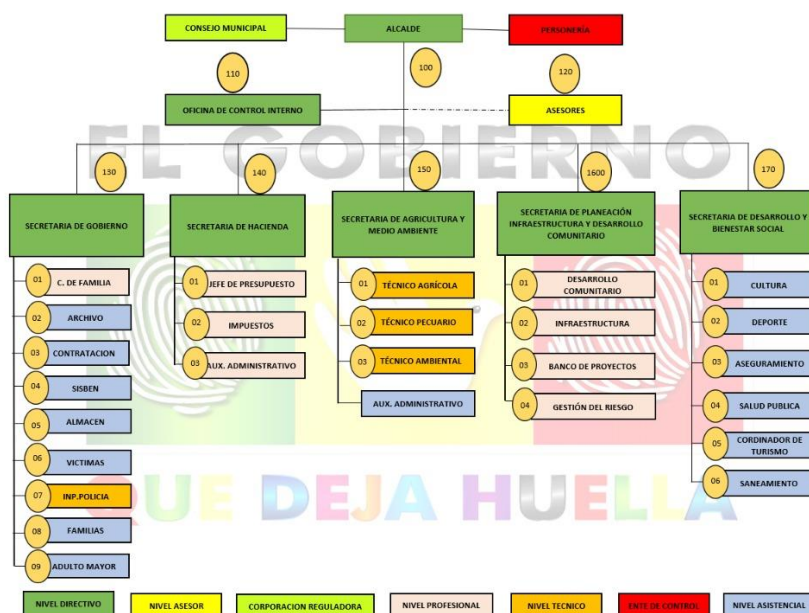 CONSEJO MUNICIPAL
ALCALDE
PERSONERÍA
110
100
120
OFICINA DE CONTROL INTERNO
ASESORES
EL GOBIERNO
130
140
150
1600
170
SECRETARIA DE GOBIERNO
SECRETARIA DE HACIENDA
SECRETARIA DE AGRICULTURA Y
MEDIO AMBIENTE
SECRETARIA DE PLANEACIÓN
INFRAESTRUCTURA Y DESARROLLO
COMUNITARIO
SECRETARIA DE DESARROLLO Y
BIENESTAR SOCIAL
01
C. DE FAMILIA
02
ARCHIVO
03
CONTRATACION
04
SISBEN
05
ALMACEN
06
VICTIMAS
07
INP.POLICIA
08
FAMILIAS
09
ADULTO MAYOR
01
JEFE DE PRESUPUESTO
02
IMPUESTOS
03
AUX. ADMINISTRATIVO
01
TÉCNICO AGRÍCOLA
02
TÉCNICO PECUARIO
03
TÉCNICO AMBIENTAL
AUX. ADMINISTRATIVO
01
DESARROLLO
COMUNITARIO
02
INFRAESTRUCTURA
03
BANCO DE PROYECTOS
04
GESTIÓN DEL RIESGO
01
CULTURA
02
DEPORTE
03
ASEGURAMIENTO
04
SALUD PUBLICA
05
CORDINADOR DE
TURISMO
06
SANEAMIENTO
QUE DEJA HUELLA
NIVEL DIRECTIVO
NIVEL ASESOR
CORPORACION REGULADORA
NIVEL PROFESIONAL
NIVEL TECNICO
ENTE DE CONTROL
NIVEL ASISTENCIAL